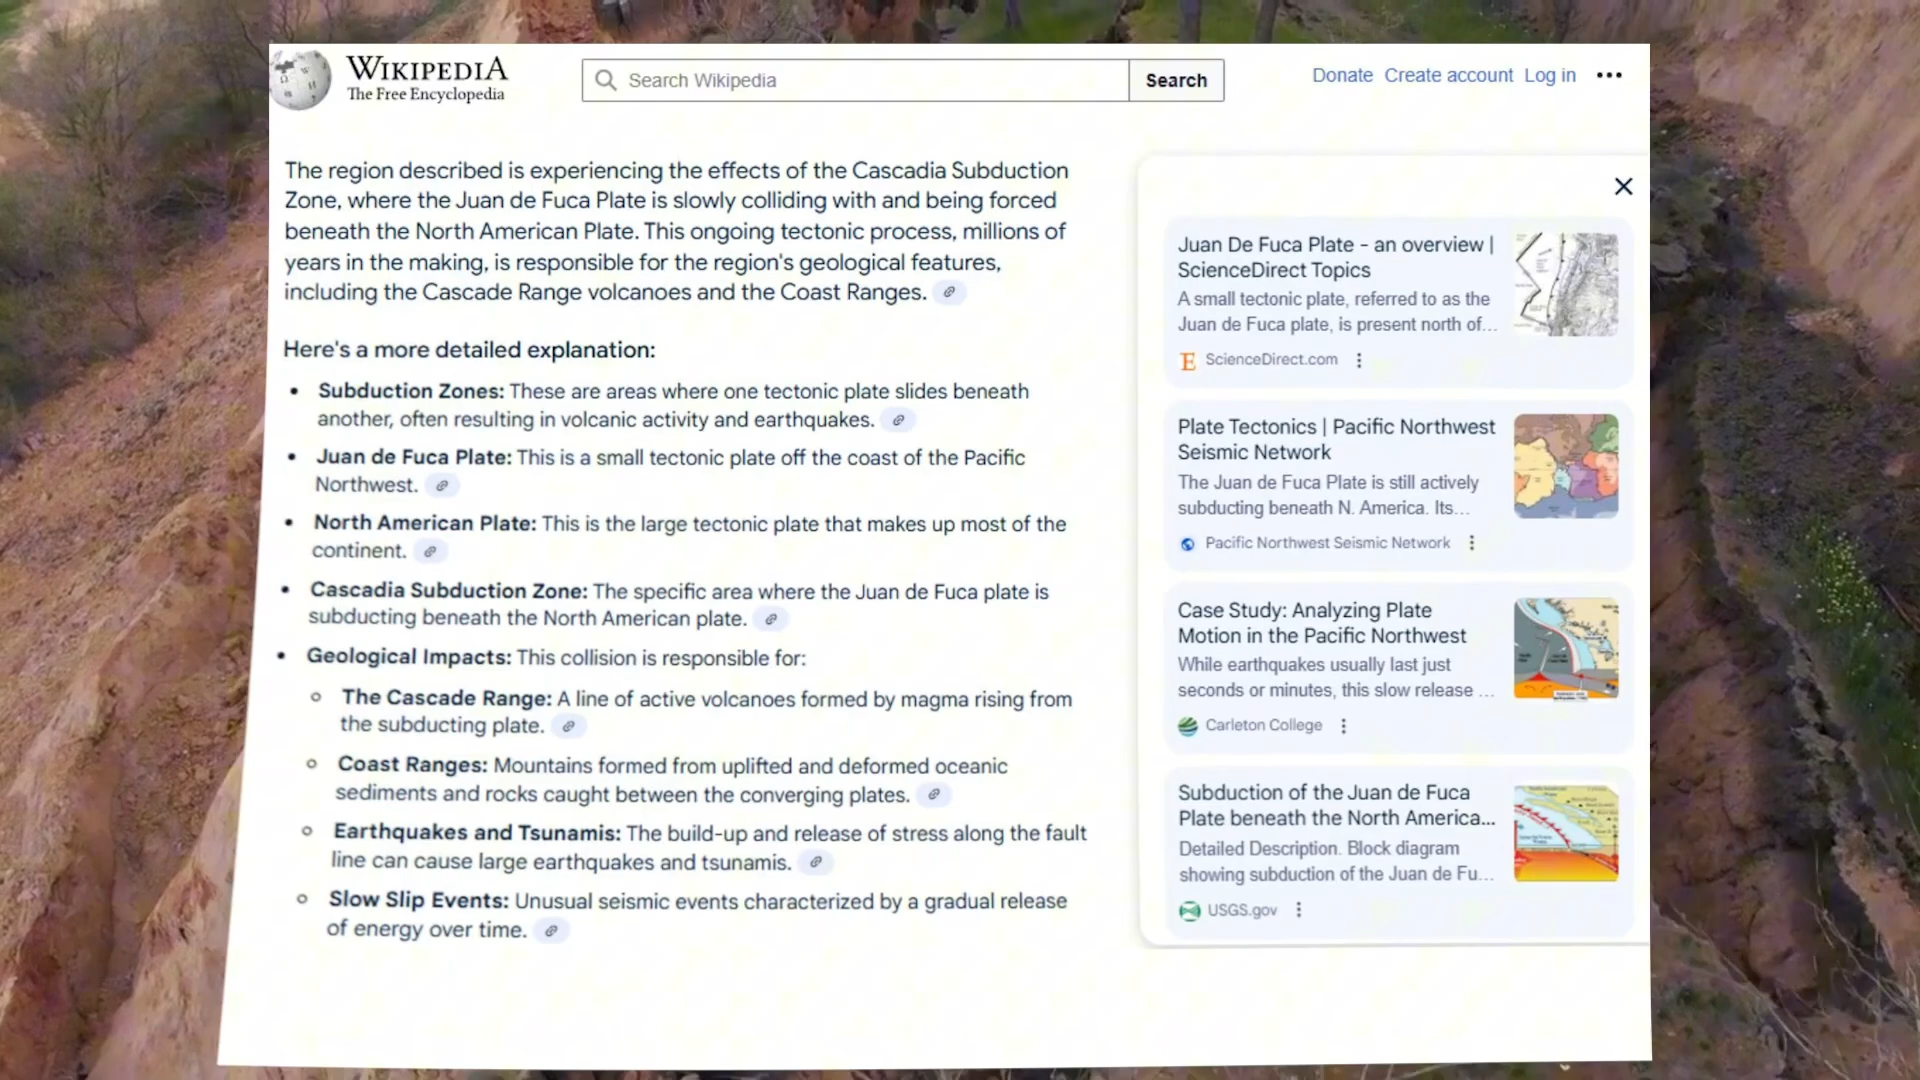 WIKIPEDIA
The Free Encyclopedia
Search Wikipedia
Search
Donate Create account Log in
The region described is experiencing the effects of the Cascadia Subduction
Zone, where the Juan de Fuca Plate is slowly colliding with and being forced
beneath the North American Plate. This ongoing tectonic process, millions of
years in the making, is responsible for the region's geological features,
including the Cascade Range volcanoes and the Coast Ranges.
Here's a more detailed explanation:
• Subduction Zones: These are areas where one tectonic plate slides beneath
another, often resulting in volcanic activity and earthquakes.
• Juan de Fuca Plate: This is a small tectonic plate off the coast of the Pacific
Northwest.
• North American Plate: This is the large tectonic plate that makes up most of the
continent.
• Cascadia Subduction Zone: The specific area where the Juan de Fuca plate is
subducting beneath the North American plate.
• Geological Impacts: This collision is responsible for:
○ The Cascade Range: A line of active volcanoes formed by magma rising from
the subducting plate.
○ Coast Ranges: Mountains formed from uplifted and deformed oceanic
sediments and rocks caught between the converging plates.
○ Earthquakes and Tsunamis: The build-up and release of stress along the fault
line can cause large earthquakes and tsunamis.
○ Slow Slip Events: Unusual seismic events characterized by a gradual release
of energy over time.
Juan De Fuca Plate - an overview |
ScienceDirect Topics
A small tectonic plate, referred to as the
Juan de Fuca plate, is present north of...
ScienceDirect.com
Plate Tectonics | Pacific Northwest
Seismic Network
The Juan de Fuca Plate is still actively
subducting beneath N. America. Its...
Pacific Northwest Seismic Network
Case Study: Analyzing Plate
Motion in the Pacific Northwest
While earthquakes usually last just
seconds or minutes, this slow release ...
Carleton College
Subduction of the Juan de Fuca
Plate beneath the North America...
Detailed Description. Block diagram
showing subduction of the Juan de Fu...
USGS.gov